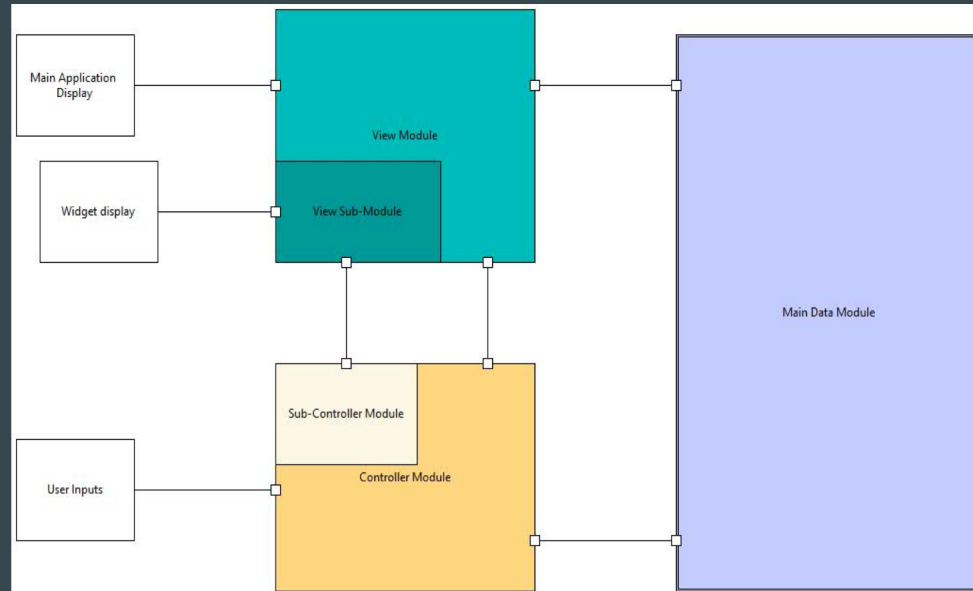 Main Application
Display
View Module
Widget display
View Sub-Module
Main Data Module
Sub-Controller Module
Controller Module
User Inputs